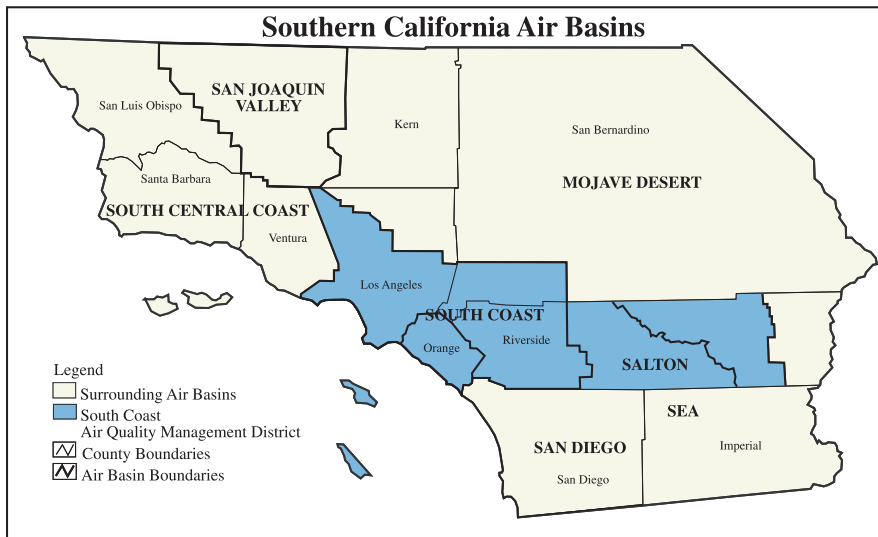 Southern California Air Basins
SAN JOAQUIN
VALLEY
San Luis Obispo
Kern
San Bernardino
Santa Barbara
MOJAVE DESERT
SOUTH CENTRAL COAST
Ventura
Los Angeles
SOUTH COAST
Orange
Riverside
SALTON
SEA
SAN DIEGO
Imperial
San Diego
Legend
Surrounding Air Basins
South Coast
Air Quality Management District
County Boundaries
Air Basin Boundaries